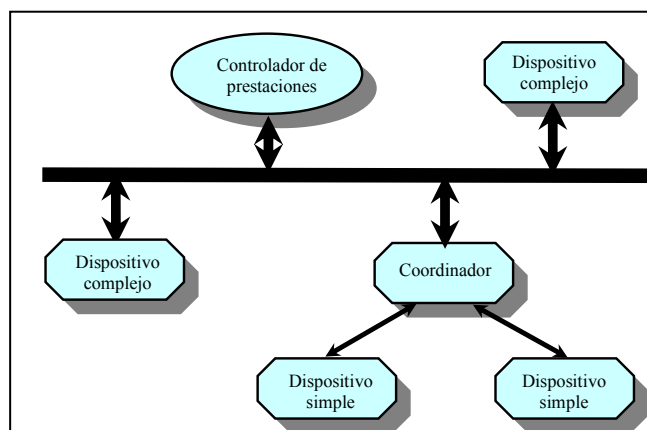 Controlador de
prestaciones
Dispositivo
complejo
Dispositivo
complejo
Coordinador
Dispositivo
simple
Dispositivo
simple